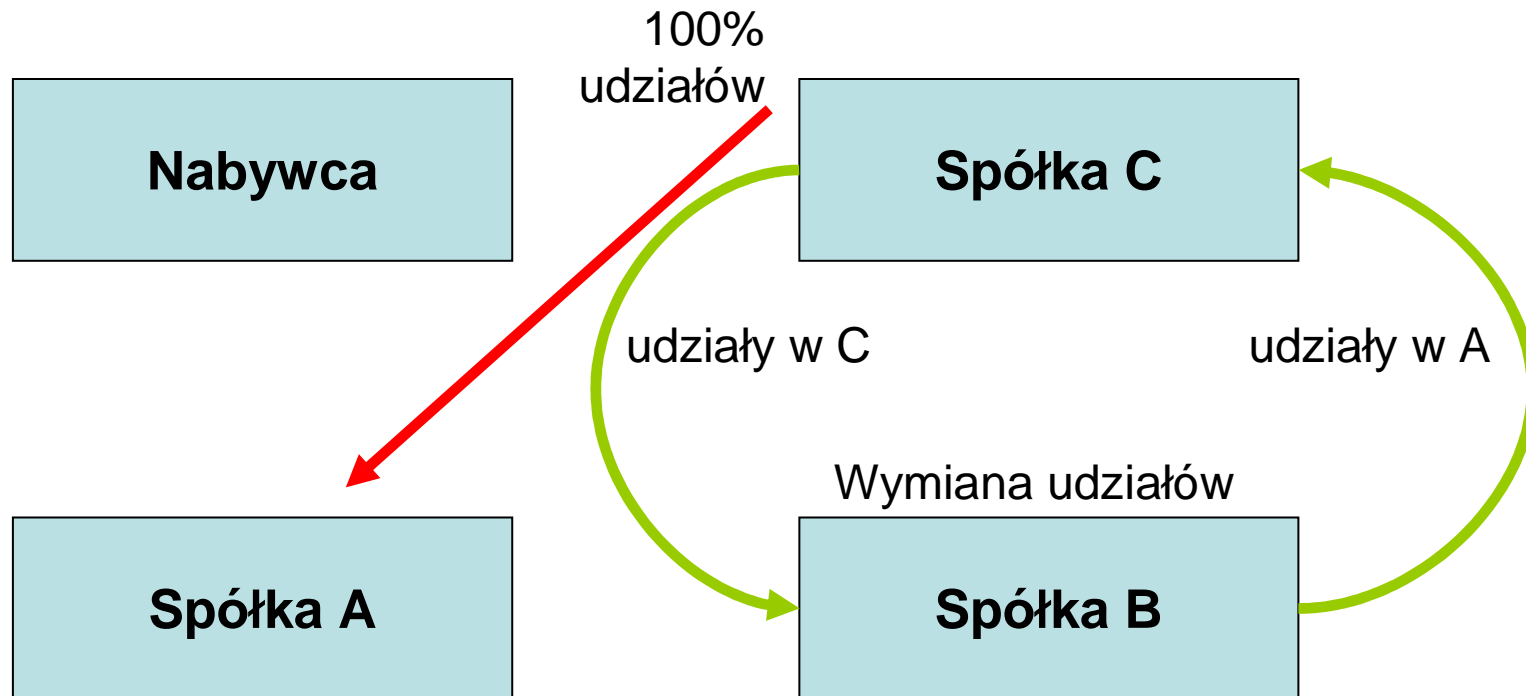 100%
udziałów
Nabywca
Spółka C
udziały w C
udziały w A
Wymiana udziałów
Spółka A
Spółka B